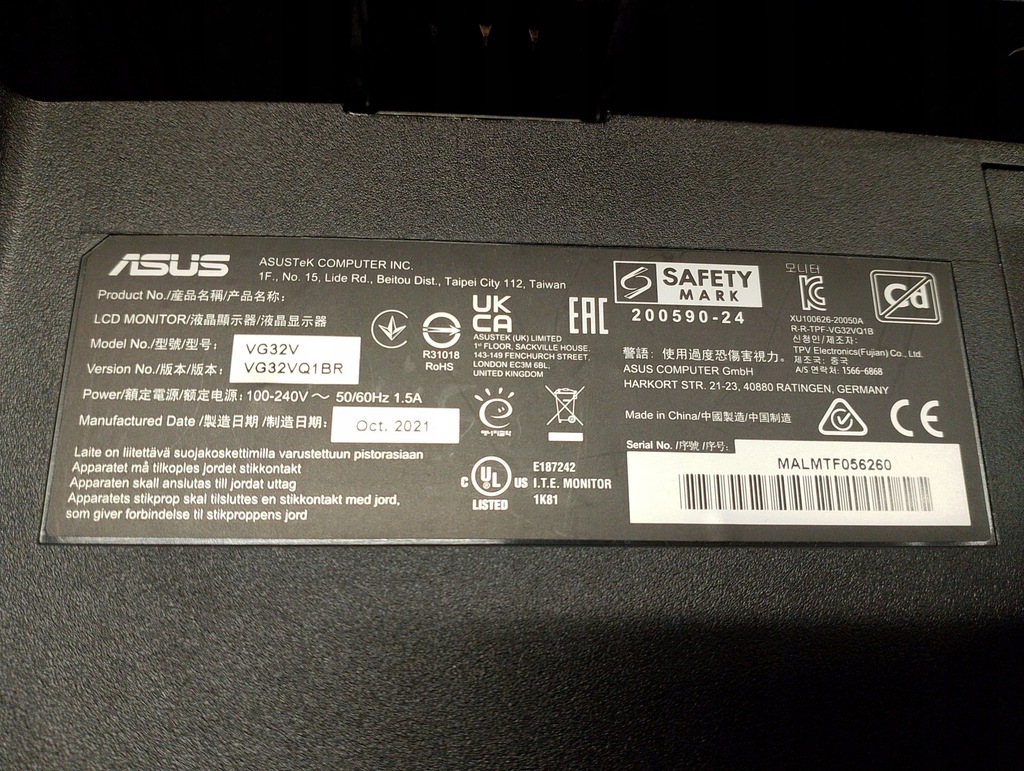 ASUS
ASUSTeK COMPUTER INC.
1F., No. 15, Lide Rd., Beitou Dist., Taipei City 112, Taiwan
Product No./產品名稱/产品名称:
LCD MONITOR/液晶顯示器/液晶显示器
Model No./型號/型号:
VG32V
Version No./版本/版本:
VG32VQ1BR
Power/額定電源/额定电源: 100-240V ~ 50/60Hz 1.5A
Manufactured Date /製造日期 /制造日期:
Oct. 2021
Laite on liitettävä suojakoskettimilla varustettuun pistorasiaan
Apparatet må tilkoples jordet stikkontakt
Apparaten skall anslutas till jordat uttag
Apparatets stikprop skal tilsluttes en stikkontakt med jord,
som giver forbindelse til stikproppens jord
R31018
RoHS
UK
CA
ASUSTEK (UK) LIMITED
1st FLOOR, SACKVILLE HOUSE,
143-149 FENCHURCH STREET,
LONDON EC3M 6BL,
UNITED KINGDOM
EAC
에너지절약
C UL US
LISTED
E187242
I.T.E. MONITOR
1K81
SAFETY
MARK
200590-24
모니터
XU100626-20050A
R-R-TPF-VG32VQ1B
신청인/제조자:
TPV Electronics(Fujian) Co., Ltd.
제조국: 중국
A/S 연락처: 1566-6868
Cd
警語: 使用過度恐傷害視力。
ASUS COMPUTER GmbH
HARKORT STR. 21-23, 40880 RATINGEN, GERMANY
Made in China/中國製造/中国制造
CE
Serial No./序號/序号:
MALMTF056260